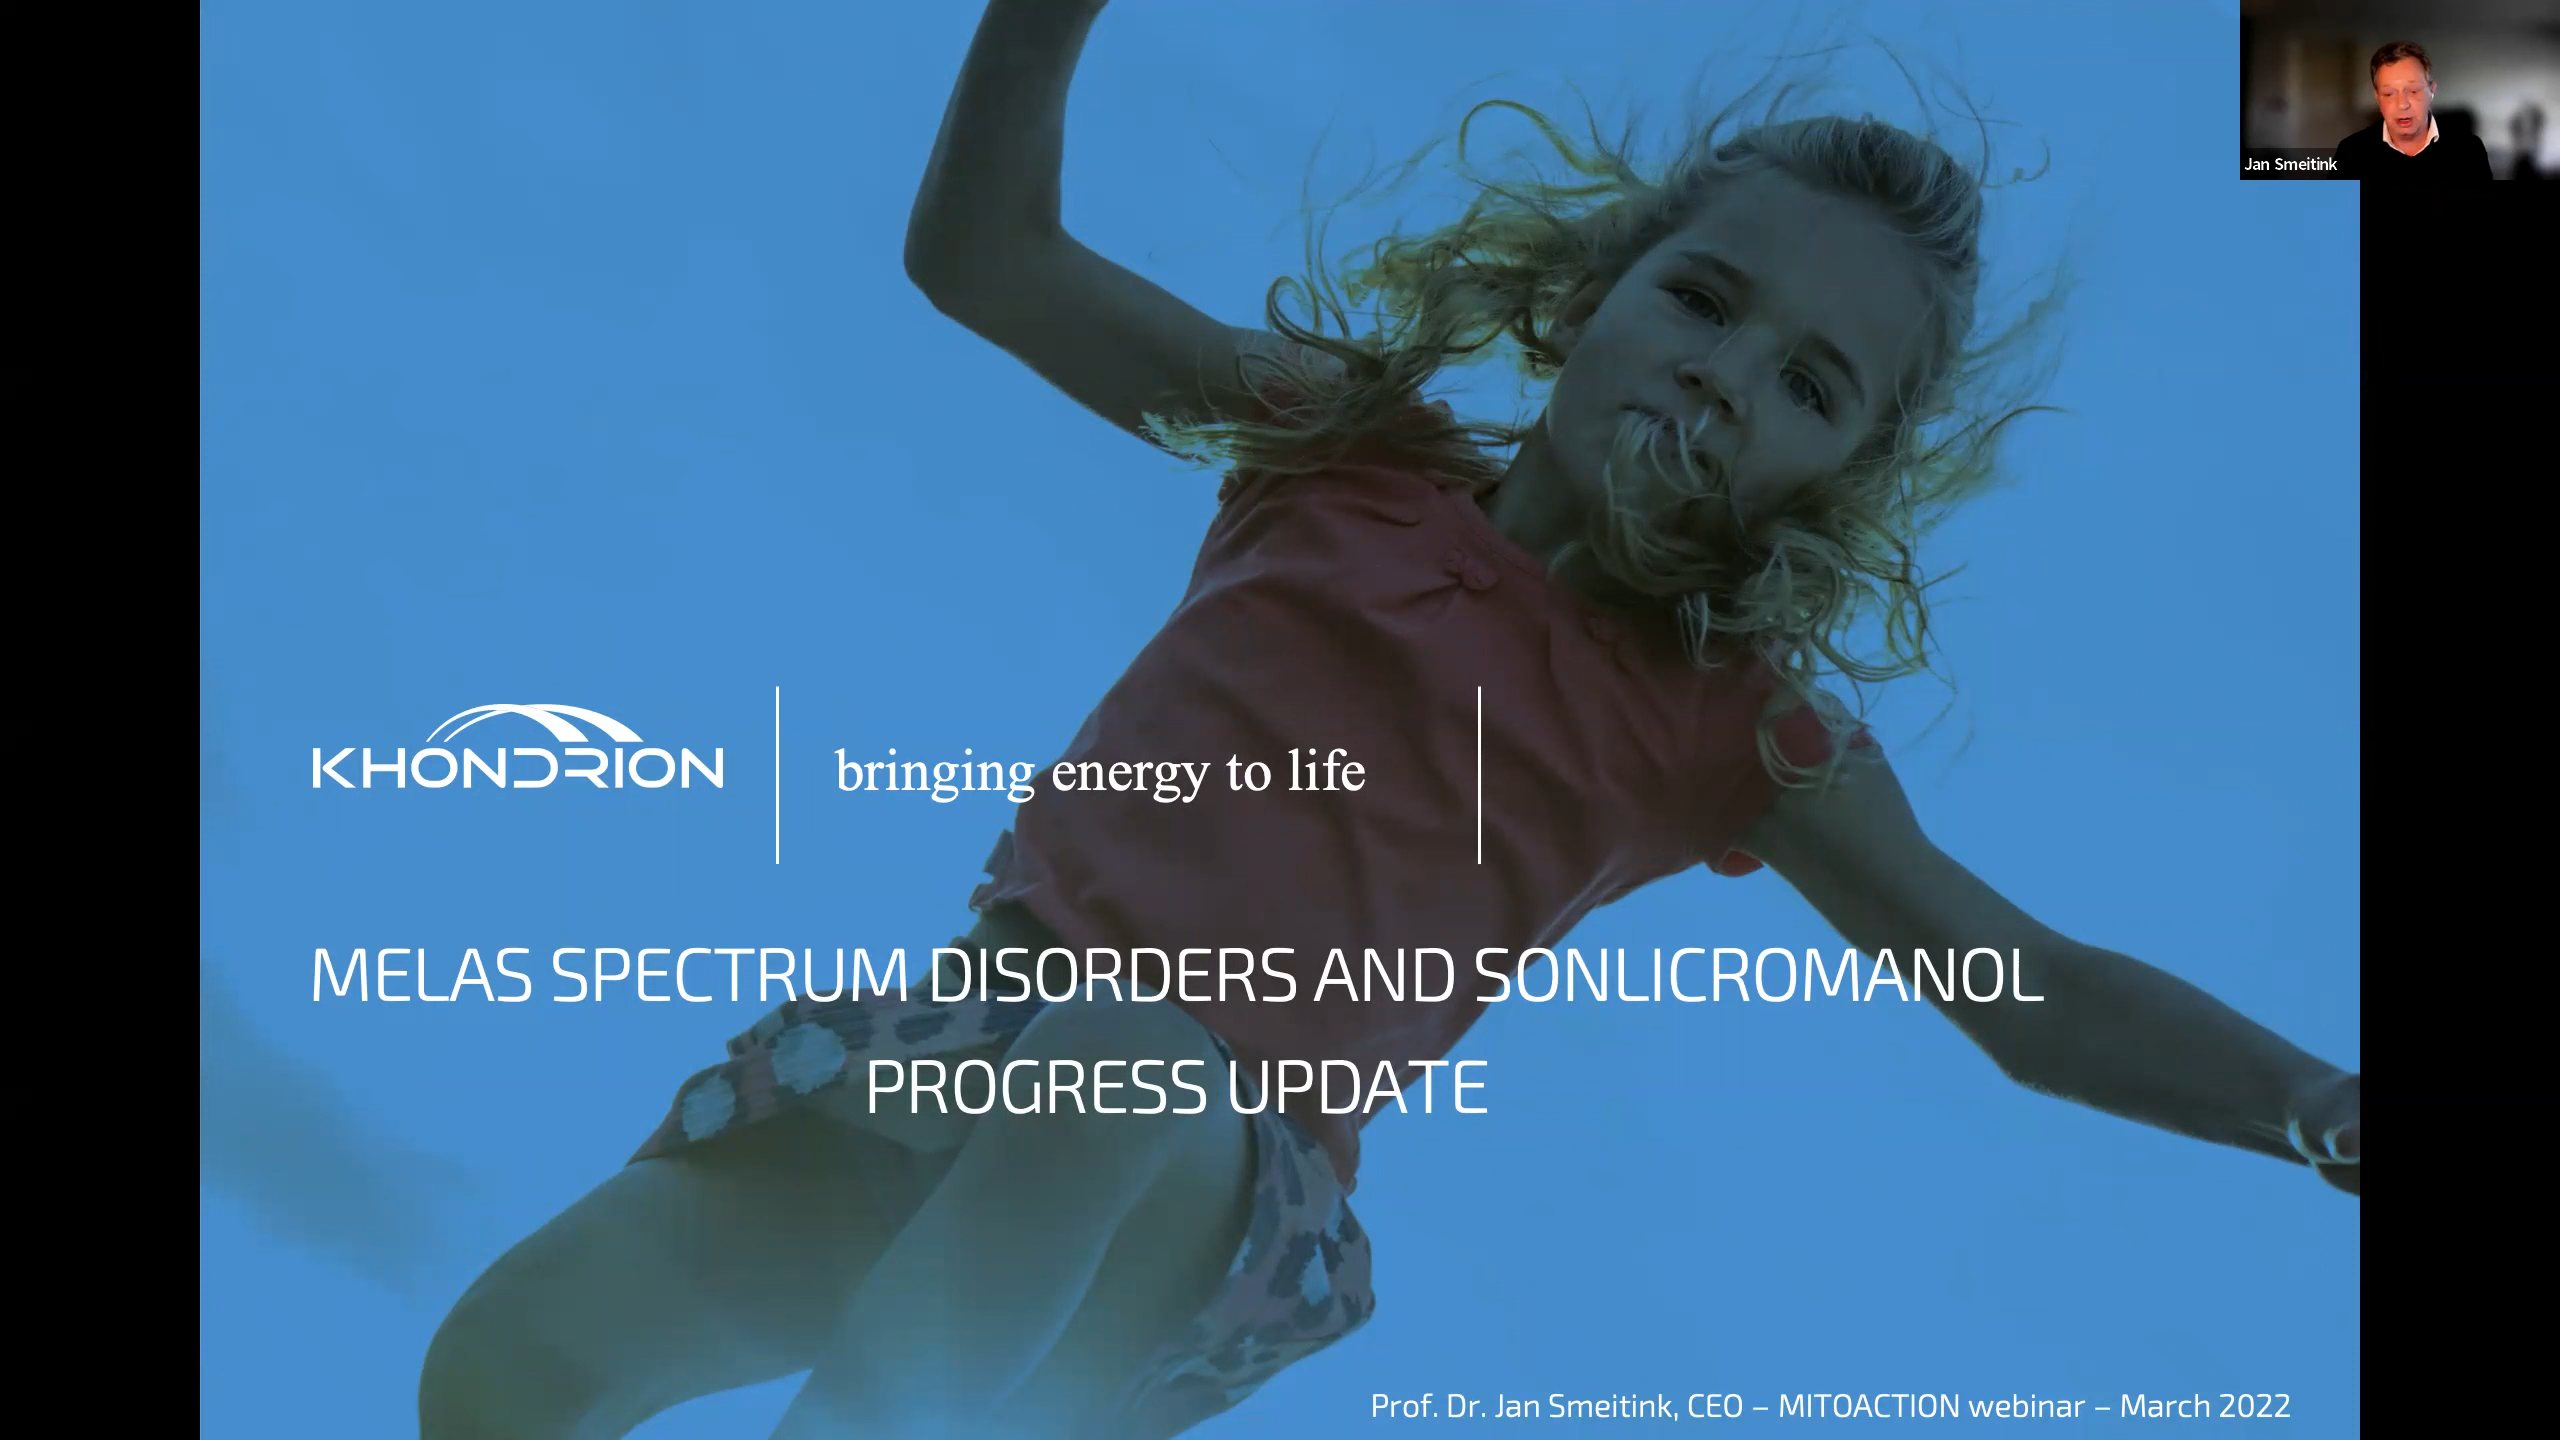 Jan Smeitink
KHONDRION
bringing energy to life
MELAS SPECTRUM DISORDERS AND SONLICROMANOL
PROGRESS UPDATE
Prof. Dr. Jan Smeitink, CEO – MITOACTION webinar – March 2022